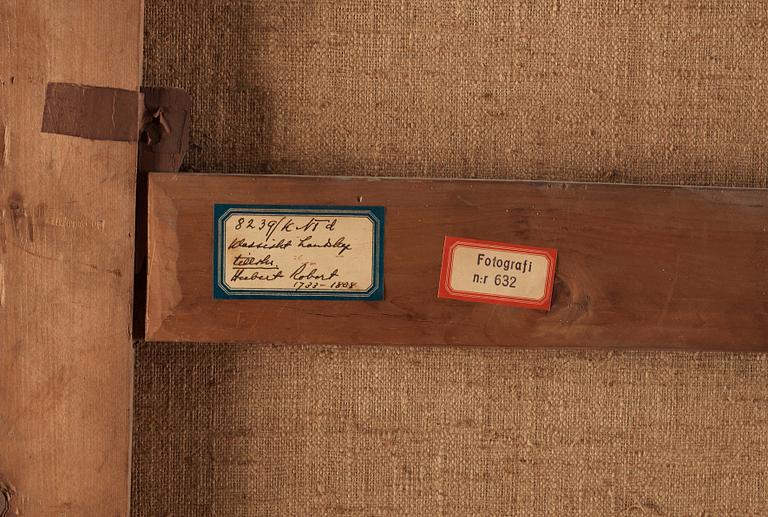 8239/K
Klassiskt Landskap
tillskr.
Hubert Robert
1733-1808
Fotografi
n:r 632